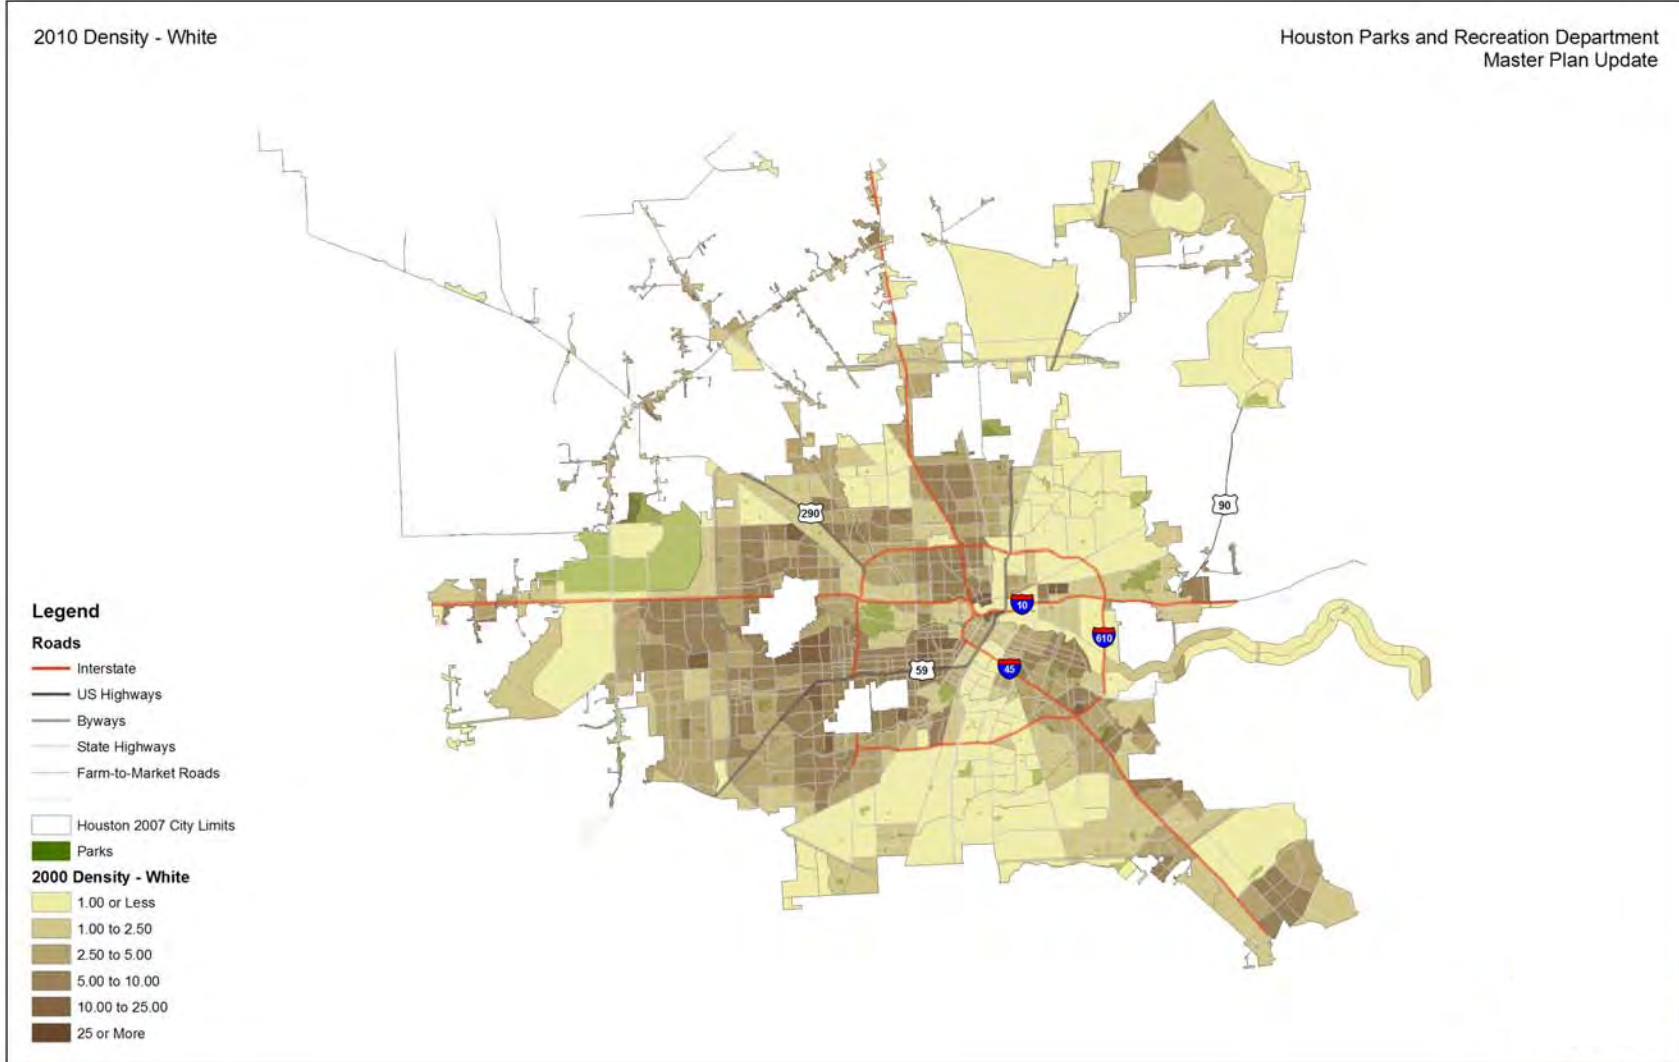 2010 Density - White
Houston Parks and Recreation Department
Master Plan Update
290
90
10
610
59
45
Legend
Roads
Interstate
US Highways
Byways
State Highways
Farm-to-Market Roads
Houston 2007 City Limits
Parks
2000 Density - White
1.00 or Less
1.00 to 2.50
2.50 to 5.00
5.00 to 10.00
10.00 to 25.00
25 or More